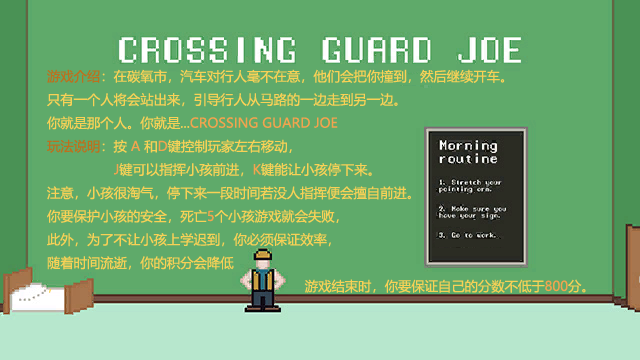 CROSSING GUARD JOE
游戏介绍：在碳氧市，汽车对行人毫不在意，他们会把你撞到，然后继续开车。
只有一个人将会站出来，引导行人从马路的一边走到另一边。
你就是那个人。你就是...CROSSING GUARD JOE
玩法说明：按 A 和D键控制玩家左右移动，
J键可以指挥小孩前进，K键能让小孩停下来。
注意，小孩很淘气，停下来一段时间若没人指挥便会擅自前进。
你要保护小孩的安全，死亡5个小孩游戏就会失败，
此外，为了不让小孩上学迟到，你必须保证效率，
随着时间流逝，你的积分会降低
游戏结束时，你要保证自己的分数不低于800分。
Morning
routine
1. Stretch your
pointing arm.
2. Make sure you
have your sign.
3. Go to work.